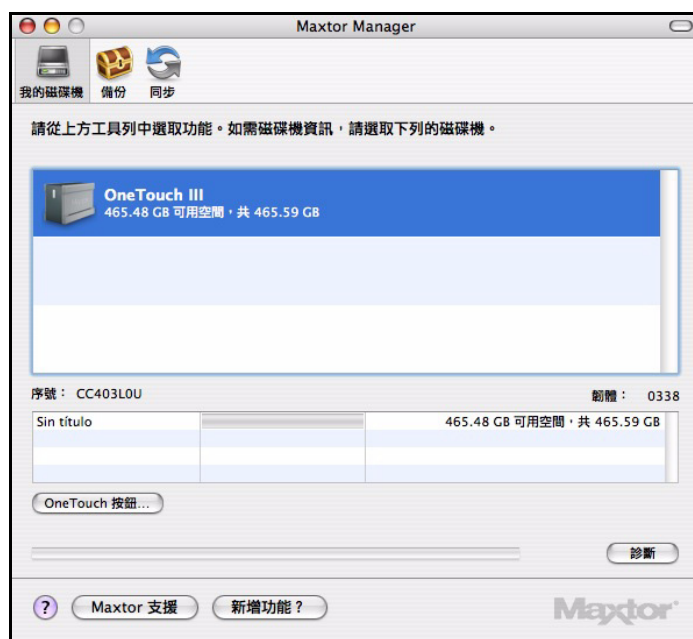 Maxtor Manager
我的磁碟機
備份
同步
請從上方工具列中選取功能。如需磁碟機資訊，請選取下列的磁碟機。
OneTouch III
465.48 GB 可用空間，共 465.59 GB
序號： CC403L0U
韌體： 0338
Sin título
465.48 GB 可用空間，共 465.59 GB
OneTouch 按鈕...
診斷
?
Maxtor 支援
新增功能？
Maxtor